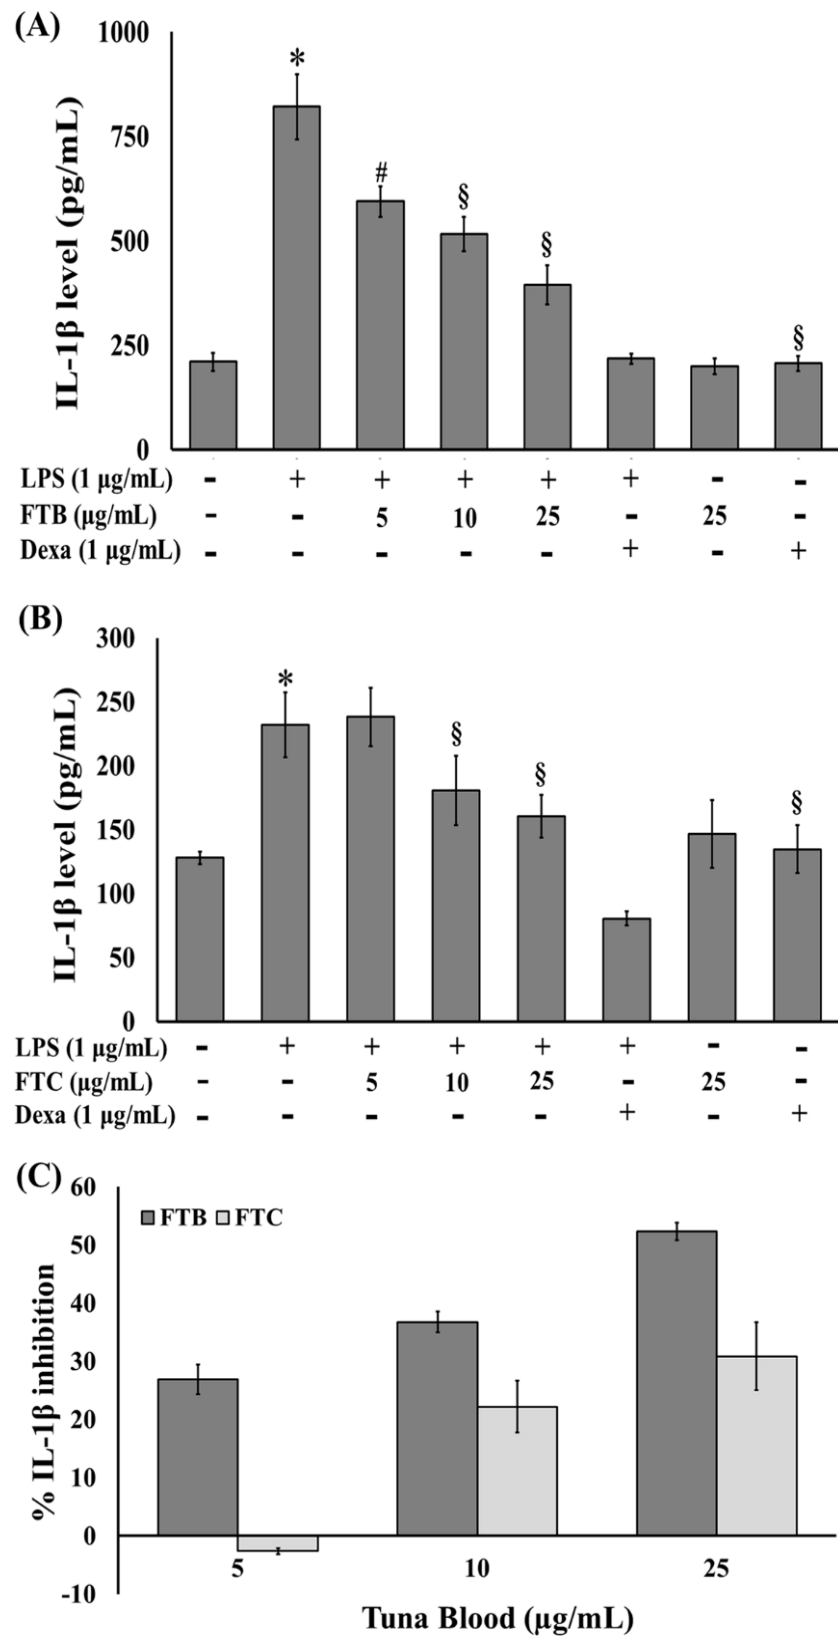 (A)
1000
750
500
250
0
IL-1β level (pg/mL)
*
#
§
§
§
LPS (1 μg/mL) - + + + + + - -
FTB (μg/mL) - - 5 10 25 - 25 -
Dexa (1 μg/mL) - - - - - + - +
(B)
300
250
200
150
100
50
0
IL-1β level (pg/mL)
*
§
§
§
LPS (1 μg/mL) - + + + + + - -
FTC (μg/mL) - - 5 10 25 - 25 -
Dexa (1 μg/mL) - - - - - + - +
(C)
60
50
40
30
20
10
0
-10
% IL-1β inhibition
FTB FTC
5 10 25
Tuna Blood (μg/mL)